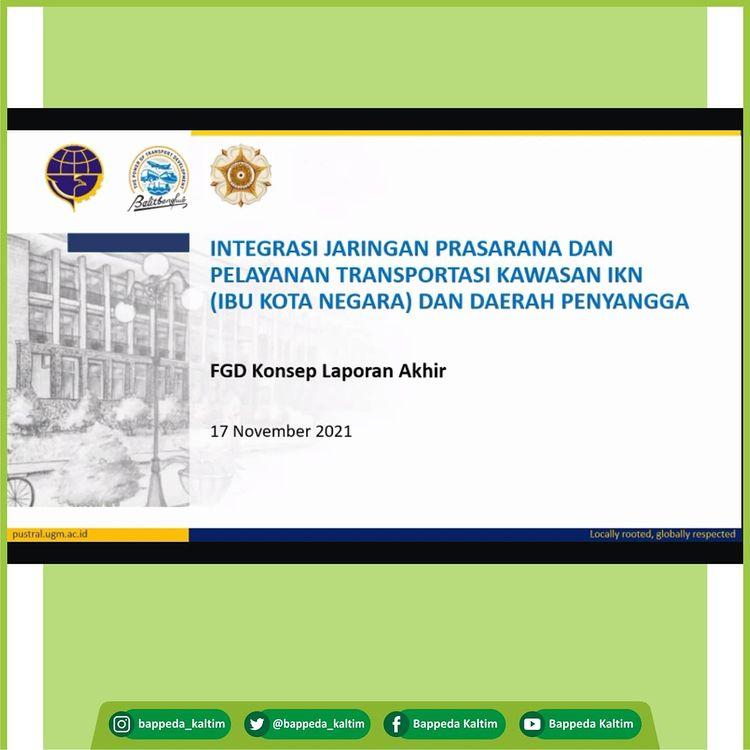 THE POWER OF TRANSPORT DEVELOPMENT
Balitbanghub
INTEGRASI JARINGAN PRASARANA DAN
PELAYANAN TRANSPORTASI KAWASAN IKN
(IBU KOTA NEGARA) DAN DAERAH PENYANGGA
FGD Konsep Laporan Akhir
17 November 2021
pustral.ugm.ac.id
Locally rooted, globally respected
bappeda_kaltim
@bappeda_kaltim
Bappeda Kaltim
Bappeda Kaltim